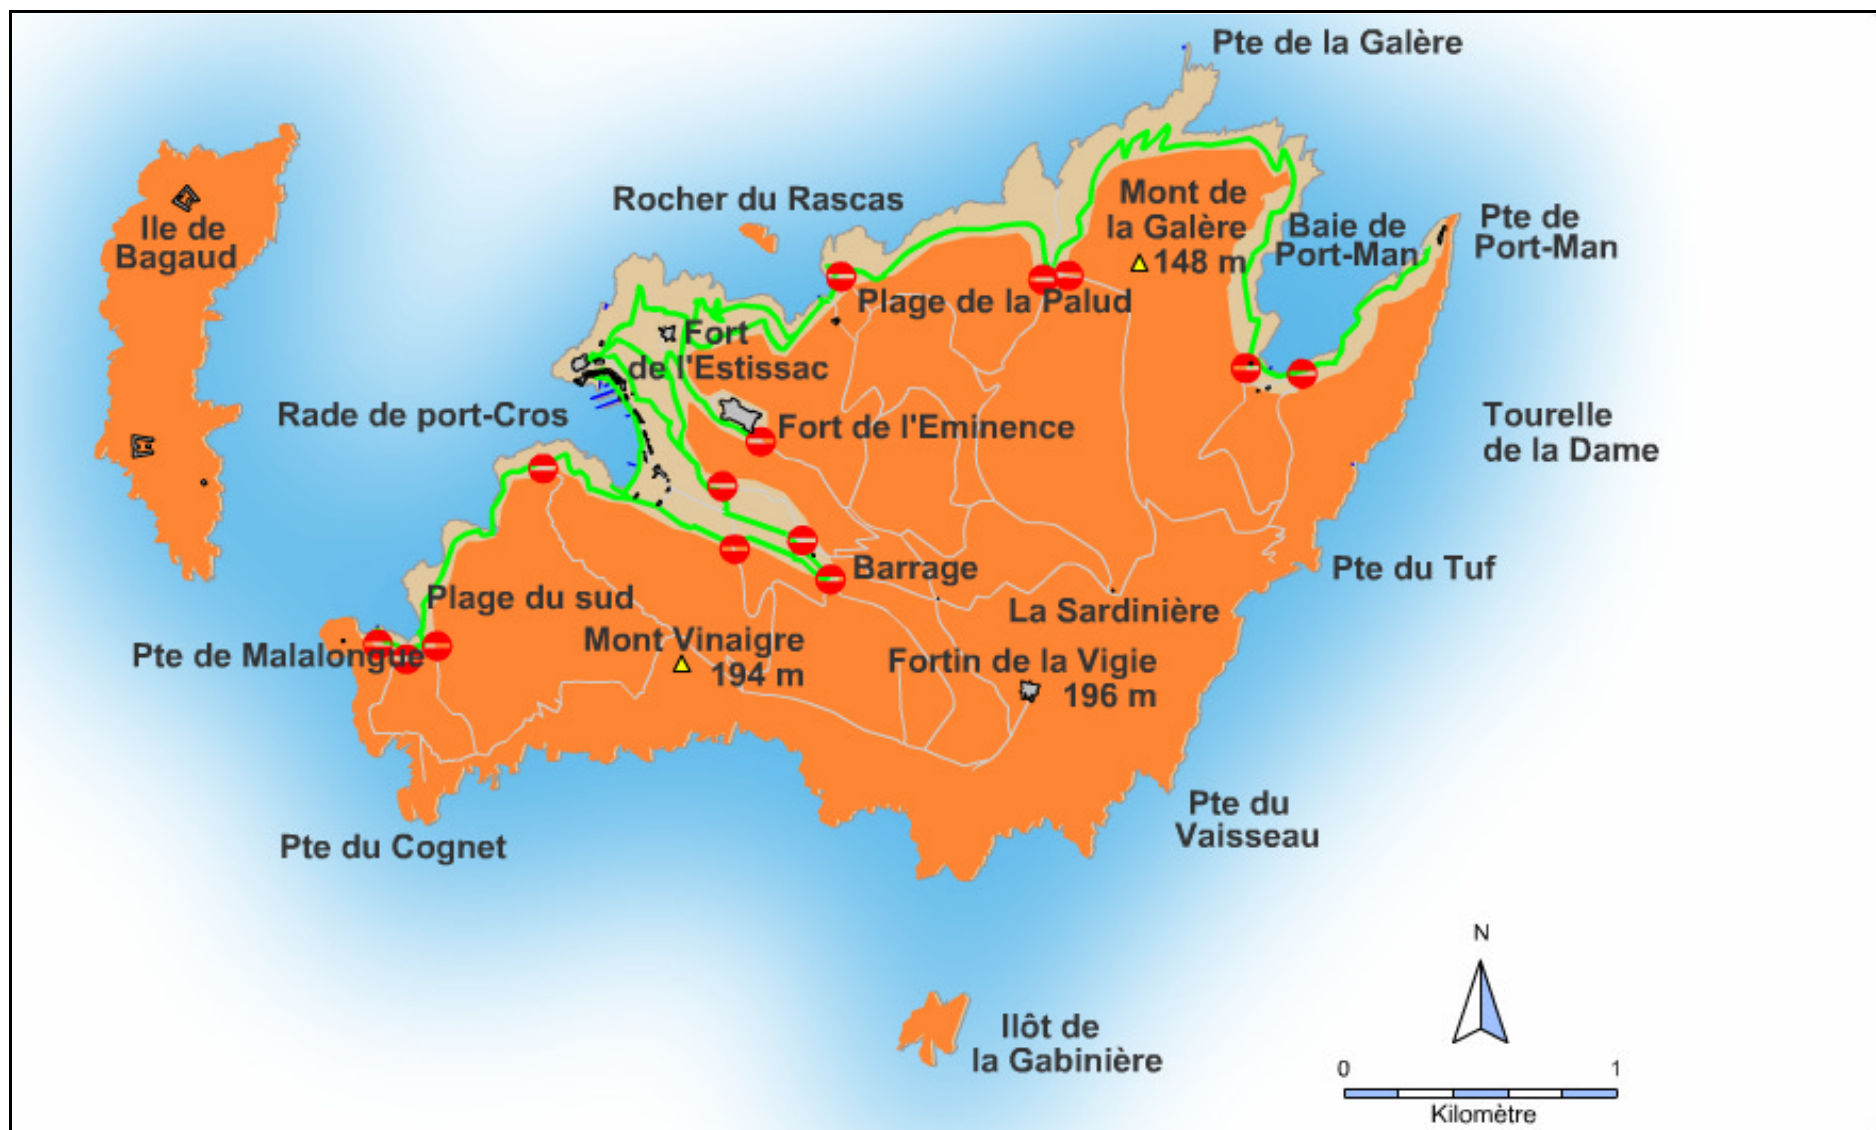 Pte de la Galère
Rocher du Rascas
Mont de
la Galère
148 m
Baie de
Port-Man
Pte de
Port-Man
Ile de
Bagaud
Plage de la Palud
Fort
de l'Estissac
Rade de port-Cros
Fort de l'Eminence
Tourelle
de la Dame
Barrage
Pte du Tuf
Plage du sud
La Sardinière
Pte de Malalongue
Mont Vinaigre
194 m
Fortin de la Vigie
196 m
Pte du
Vaisseau
Pte du Cognet
N
Ilôt de
la Gabinière
0 1
Kilomètre